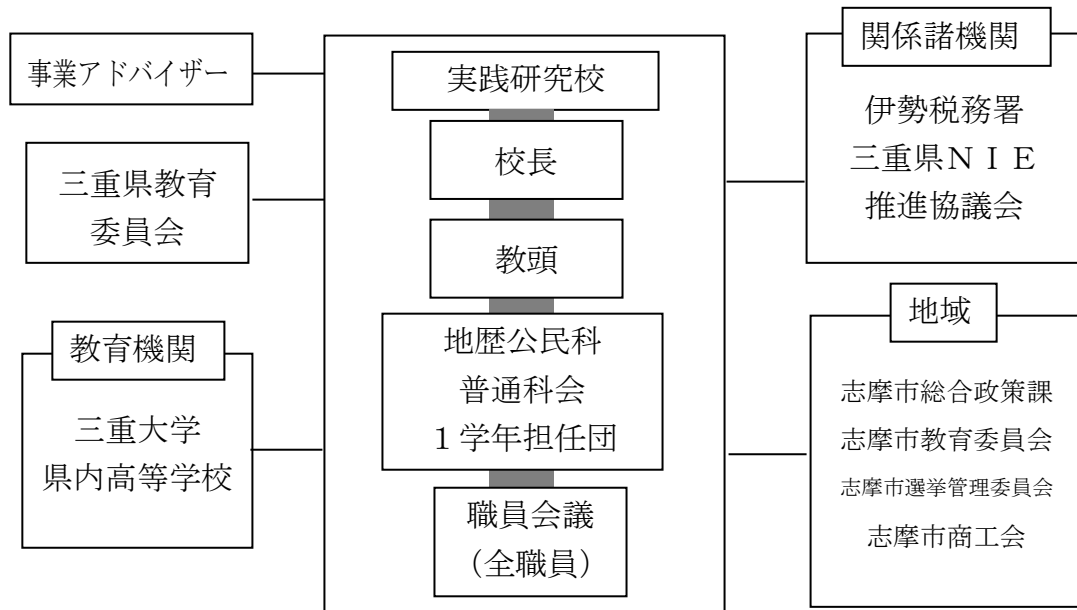 事業アドバイザー
三重県教育
委員会
教育機関
三重大学
県内高等学校
実践研究校
校長
教頭
地歴公民科
普通科会
１学年担任団
職員会議
（全職員）
関係諸機関
伊勢税務署
三重県ＮＩＥ
推進協議会
地域
志摩市総合政策課
志摩市教育委員会
志摩市選挙管理委員会
志摩市商工会